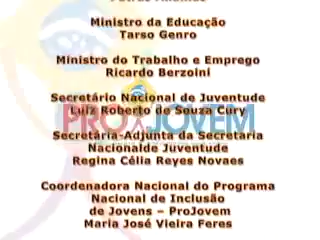 Ministro da Educação
Tarso Genro
Ministro do Trabalho e Emprego
Ricardo Berzoini
Secretário Nacional de Juventude
Luiz Roberto de Souza Cury
PROJOVEM
Secretária-Adjunta da Secretaria
Nacionalde Juventude
Regina Célia Reyes Novaes
Coordenadora Nacional do Programa
Nacional de Inclusão
de Jovens – ProJovem
Maria José Vieira Feres